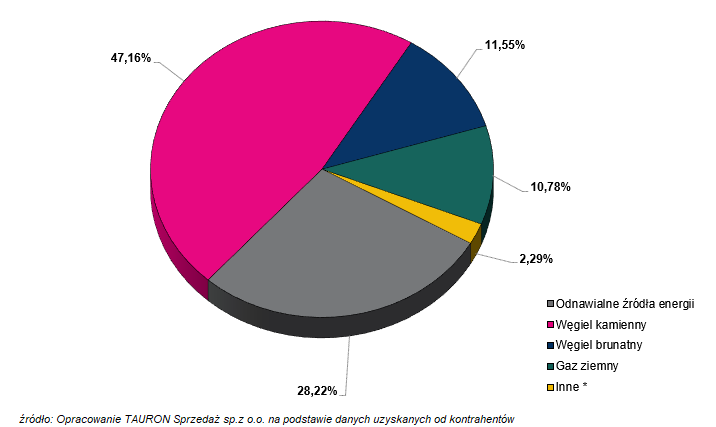 47,16%
11,55%
10,78%
2,29%
28,22%
Odnawialne źródła energii
Węgiel kamienny
Węgiel brunatny
Gaz ziemny
Inne *
źródło: Opracowanie TAURON Sprzedaż sp.z o.o. na podstawie danych uzyskanych od kontrahentów